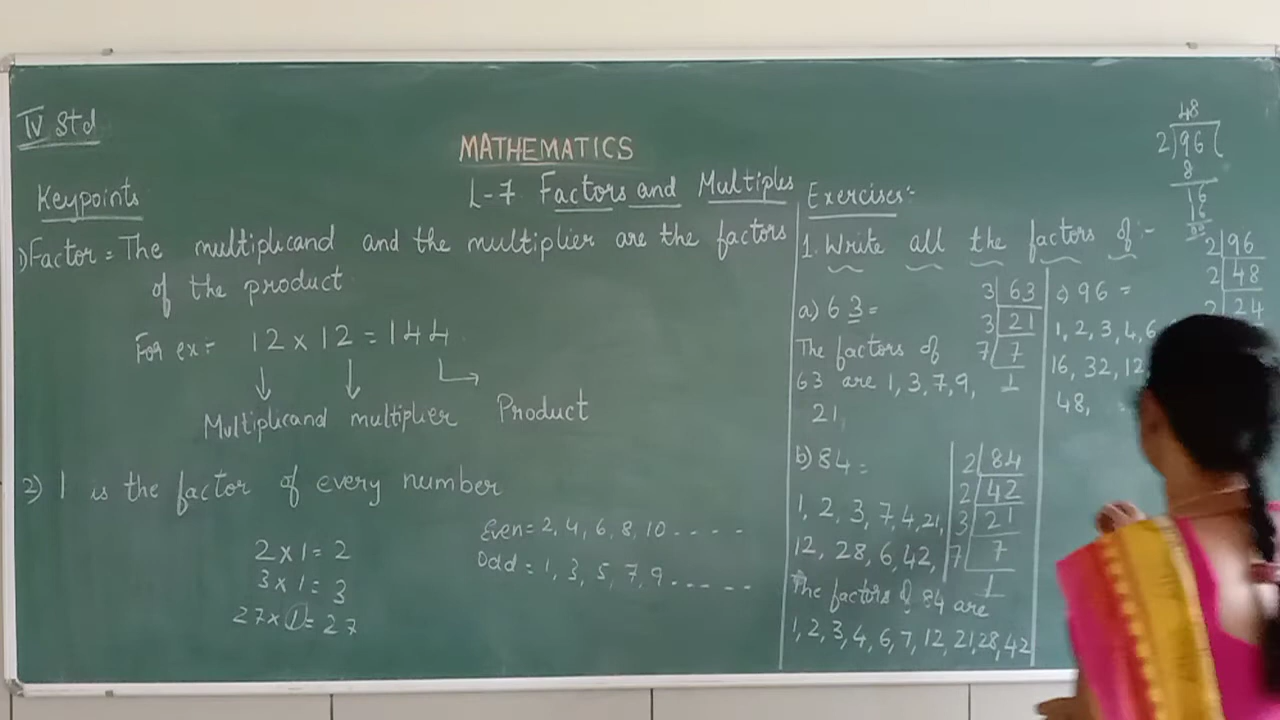 IV Std
MATHEMATICS
L-7 Factors and Multiples
Keypoints
1) Factor = The multiplicand and the multiplier are the factors
of the product
For ex:- 12 x 12 = 144
Multiplicand multiplier Product
2) 1 is the factor of every number
2 x 1 = 2
3 x 1 = 3
27 x 1 = 27
Even = 2, 4, 6, 8, 10 - - - -
Odd = 1, 3, 5, 7, 9 - - - - -
Exercises:-
1. Write all the factors of:-
a) 63 =
The factors of
63 are 1, 3, 7, 9,
21,
3 63
3 21
7 7
1
b) 84 =
1, 2, 3, 7, 4, 21,
12, 28, 6, 42,
2 84
2 42
3 21
7 7
1
The factors of 84 are
1, 2, 3, 4, 6, 7, 12, 21, 28, 42
c) 96 =
1, 2, 3, 4, 6
16, 32, 12,
48,
48
2)96(
8
16
16
2 96
2 48
2 24